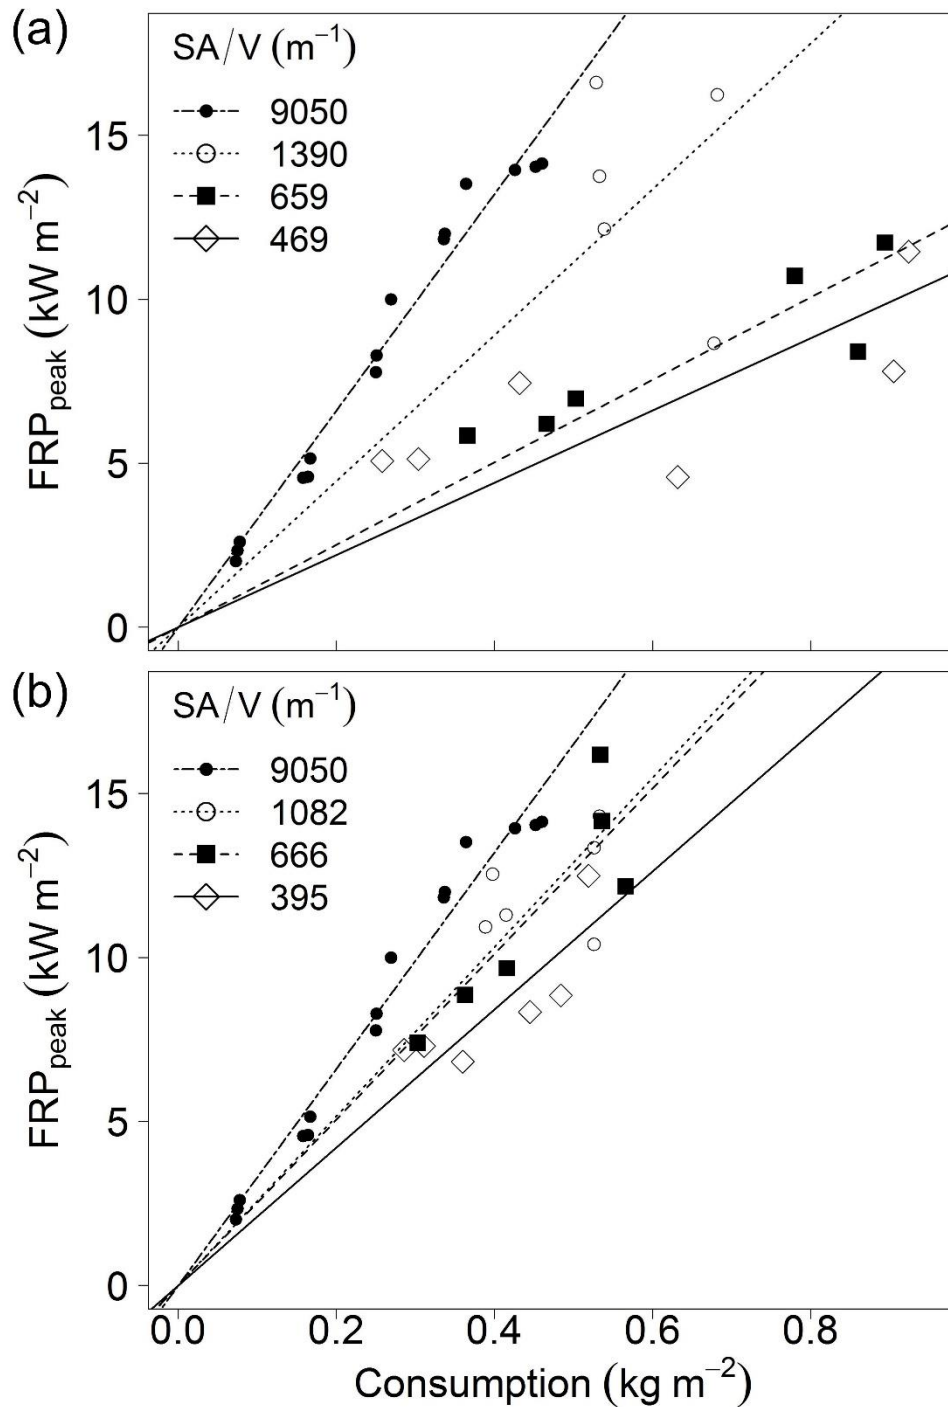 (a)
SA/V (m⁻¹)
9050
1390
659
469
15
10
5
0
FRPpeak (kW m⁻²)
(b)
SA/V (m⁻¹)
9050
1082
666
395
15
10
5
0
FRPpeak (kW m⁻²)
0.0 0.2 0.4 0.6 0.8
Consumption (kg m⁻²)